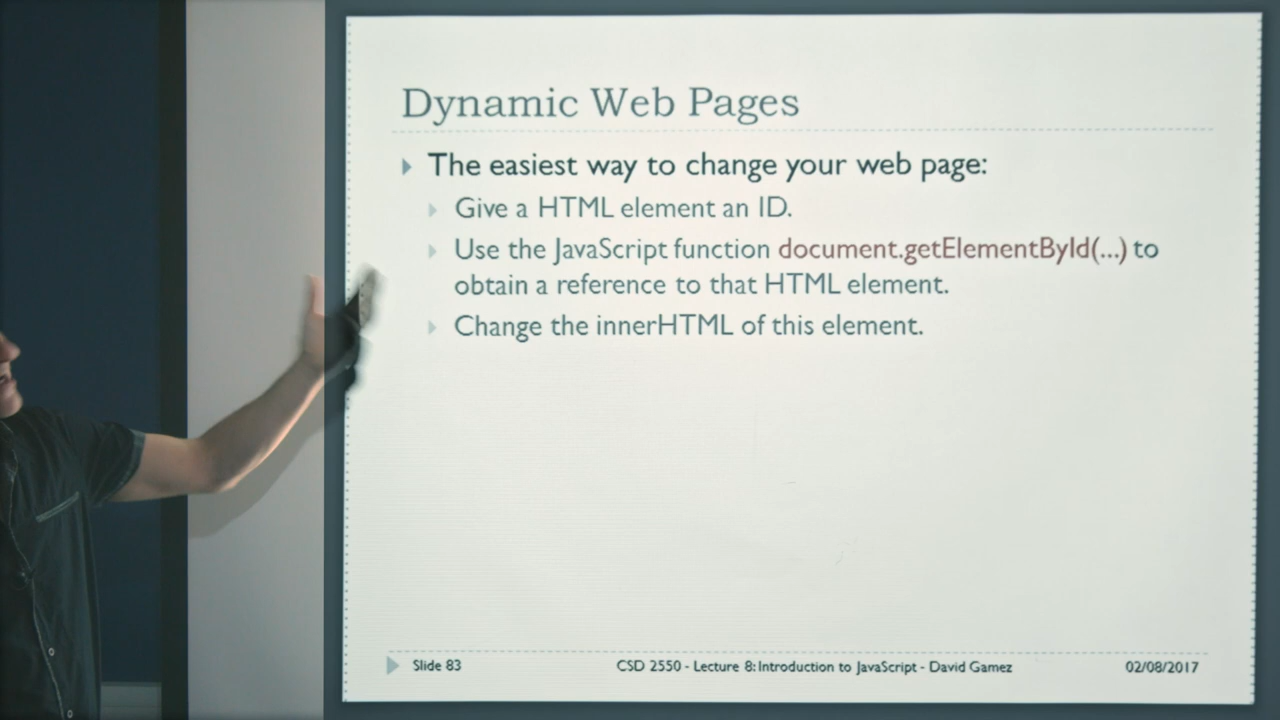 Dynamic Web Pages
The easiest way to change your web page:
Give a HTML element an ID.
Use the JavaScript function document.getElementById(...) to
obtain a reference to that HTML element.
Change the innerHTML of this element.
Slide 83
CSD 2550 - Lecture 8: Introduction to JavaScript - David Gamez
02/08/2017